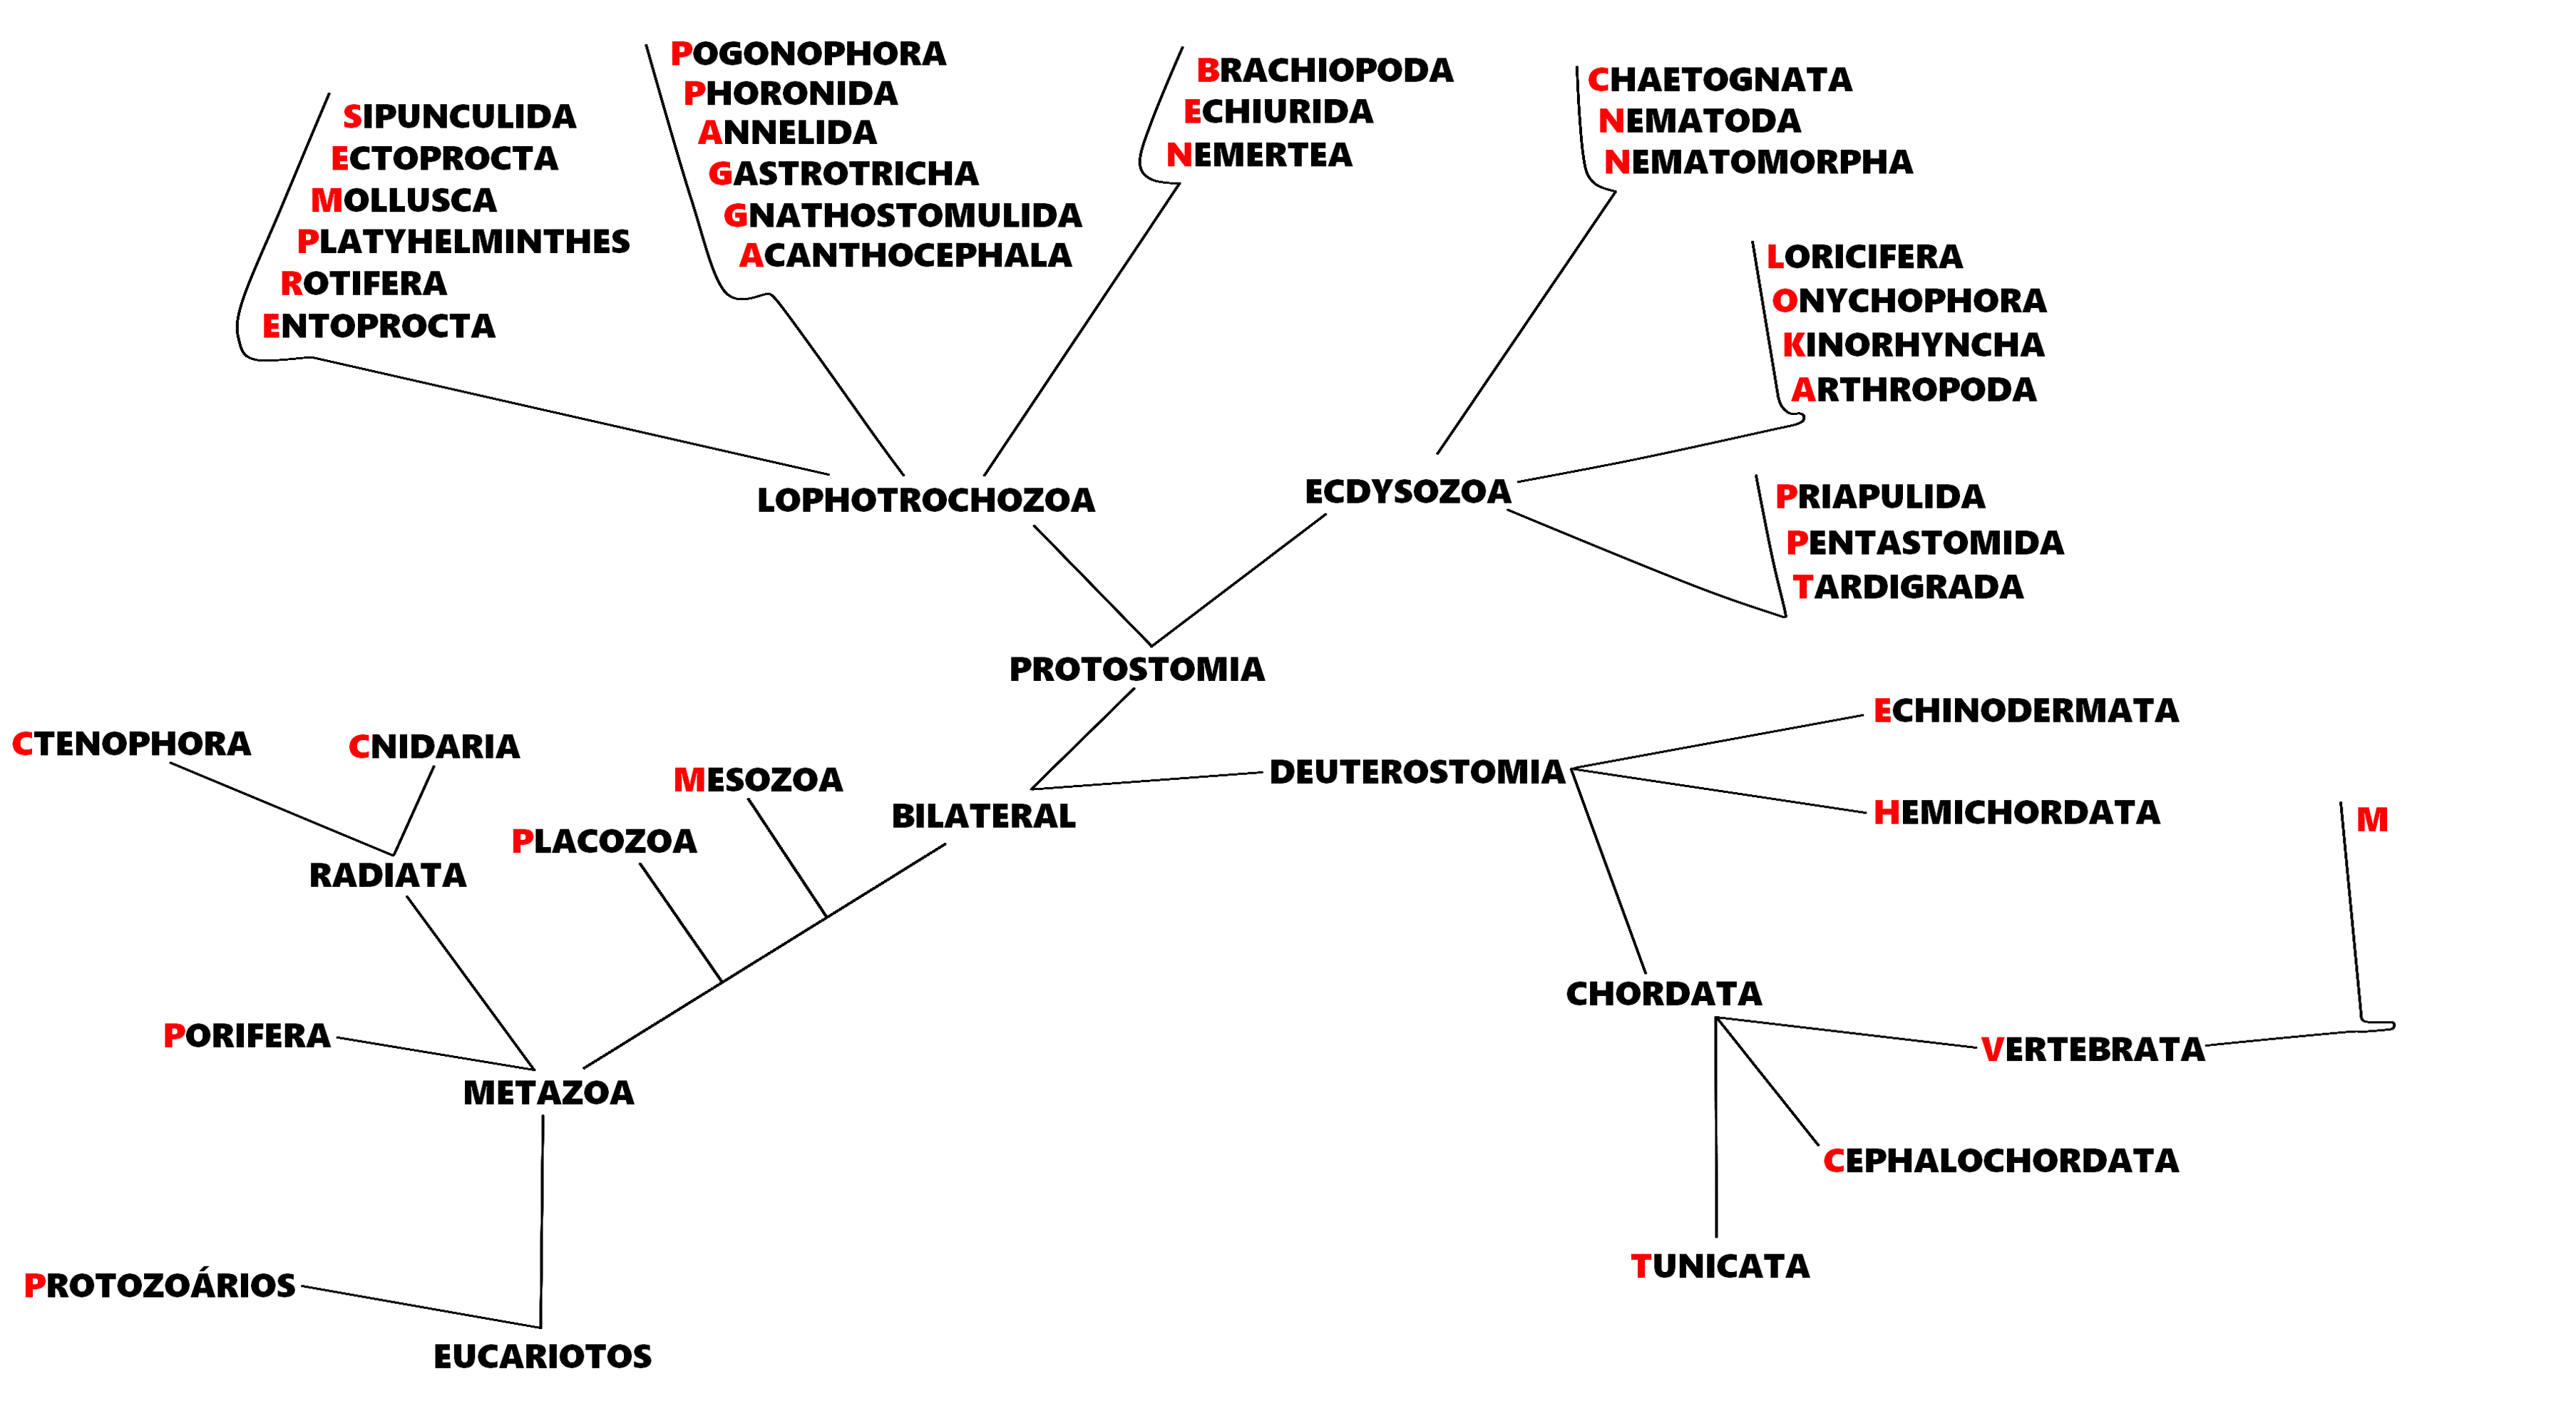 SIPUNCULIDA
ECTOPROCTA
MOLLUSCA
PLATYHELMINTHES
ROTIFERA
ENTOPROCTA
POGONOPHORA
PHORONIDA
ANNELIDA
GASTROTRICHA
GNATHOSTOMULIDA
ACANTHOCEPHALA
BRACHIOPODA
ECHIURIDA
NEMERTEA
CHAETOGNATA
NEMATODA
NEMATOMORPHA
LORICIFERA
ONYCHOPHORA
KINORHYNCHA
ARTHROPODA
LOPHOTROCHOZOA
ECDYSOZOA
PRIAPULIDA
PENTASTOMIDA
TARDIGRADA
PROTOSTOMIA
CTENOPHORA
CNIDARIA
MESOZOA
PLACOZOA
BILATERAL
RADIATA
DEUTEROSTOMIA
ECHINODERMATA
HEMICHORDATA
M
CHORDATA
PORIFERA
VERTEBRATA
METAZOA
CEPHALOCHORDATA
TUNICATA
PROTOZOÁRIOS
EUCARIOTOS